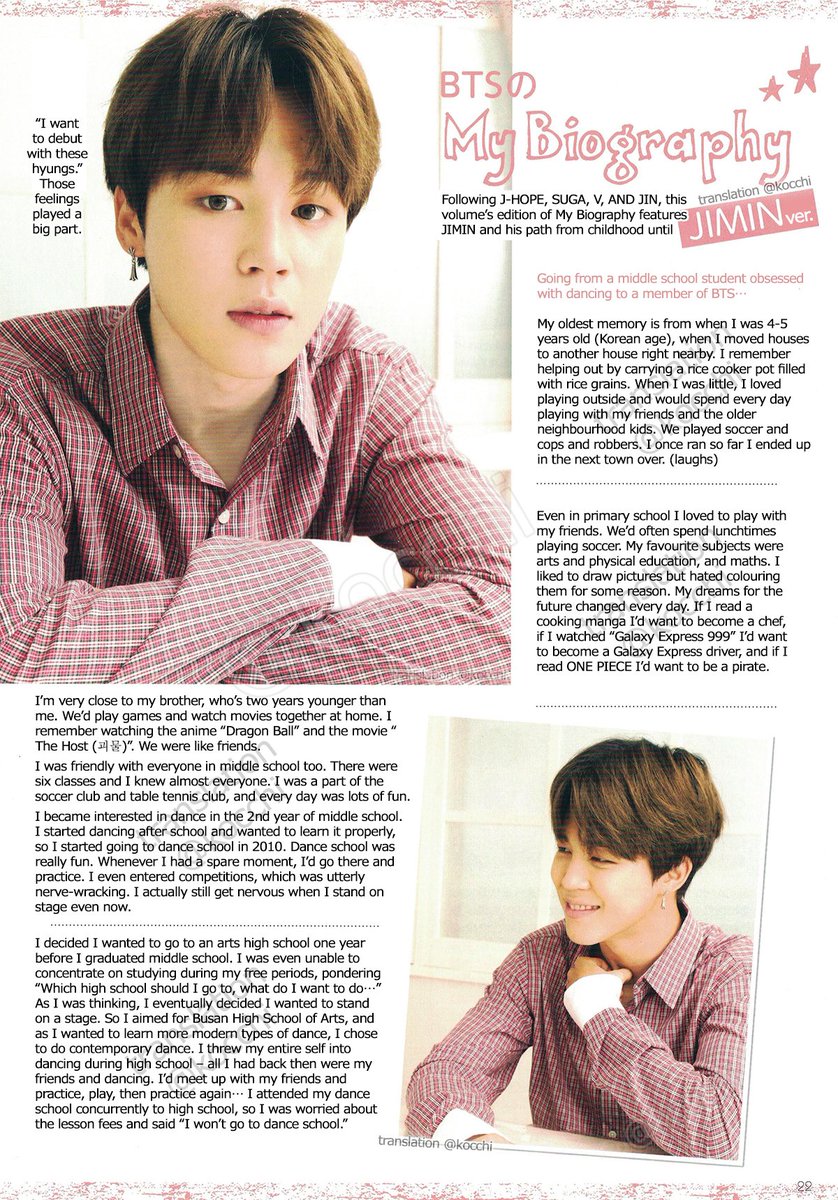 "I want
to debut
with these
hyungs."
Those
feelings
played a
big part.
BTSの
My Biography
translation @kocchi
JIMIN ver.
Following J-HOPE, SUGA, V, AND JIN, this
volume's edition of My Biography features
JIMIN and his path from childhood until
Going from a middle school student obsessed
with dancing to a member of BTS…
My oldest memory is from when I was 4-5
years old (Korean age), when I moved houses
to another house right nearby. I remember
helping out by carrying a rice cooker pot filled
with rice grains. When I was little, I loved
playing outside and would spend every day
playing with my friends and the older
neighbourhood kids. We played soccer and
cops and robbers. I once ran so far I ended up
in the next town over. (laughs)
Even in primary school I loved to play with
my friends. We'd often spend lunchtimes
playing soccer. My favourite subjects were
arts and physical education, and maths. I
liked to draw pictures but hated colouring
them for some reason. My dreams for the
future changed every day. If I read a
cooking manga I'd want to become a chef,
if I watched "Galaxy Express 999" I'd want
to become a Galaxy Express driver, and if I
read ONE PIECE I'd want to be a pirate.
I'm very close to my brother, who's two years younger than
me. We'd play games and watch movies together at home. I
remember watching the anime "Dragon Ball" and the movie "
The Host (괴물)". We were like friends.
I was friendly with everyone in middle school too. There were
six classes and I knew almost everyone. I was a part of the
soccer club and table tennis club, and every day was lots of fun.
I became interested in dance in the 2nd year of middle school.
I started dancing after school and wanted to learn it properly,
so I started going to dance school in 2010. Dance school was
really fun. Whenever I had a spare moment, I'd go there and
practice. I even entered competitions, which was utterly
nerve-wracking. I actually still get nervous when I stand on
stage even now.
I decided I wanted to go to an arts high school one year
before I graduated middle school. I was even unable to
concentrate on studying during my free periods, pondering
"Which high school should I go to, what do I want to do…"
As I was thinking, I eventually decided I wanted to stand
on a stage. So I aimed for Busan High School of Arts, and
as I wanted to learn more modern types of dance, I chose
to do contemporary dance. I threw my entire self into
dancing during high school – all I had back then were my
friends and dancing. I'd meet up with my friends and
practice, play, then practice again… I attended my dance
school concurrently to high school, so I was worried about
the lesson fees and said "I won't go to dance school."
translation @kocchi
22